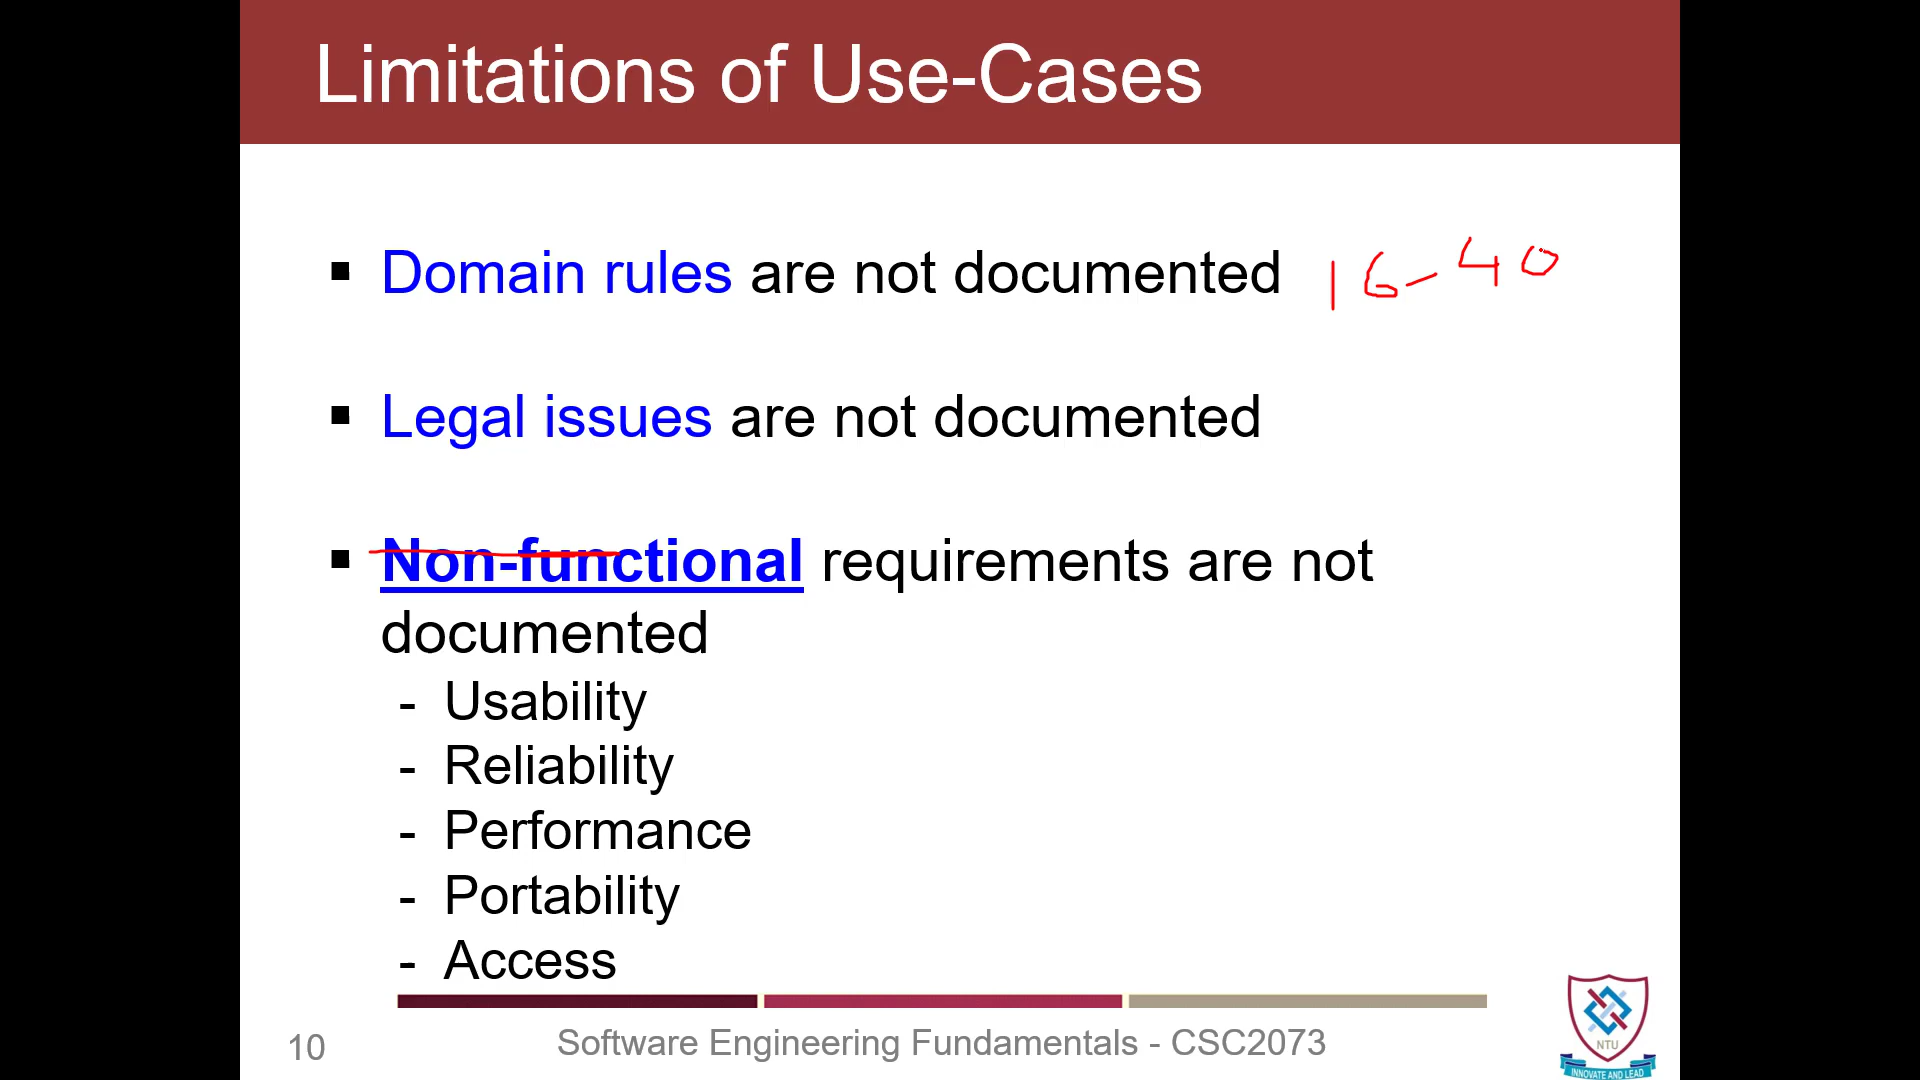 Limitations of Use-Cases
▪ Domain rules are not documented 16-40
▪ Legal issues are not documented
▪ Non-functional requirements are not
documented
- Usability
- Reliability
- Performance
- Portability
- Access
10 Software Engineering Fundamentals - CSC2073
NTU
INNOVATE AND LEAD